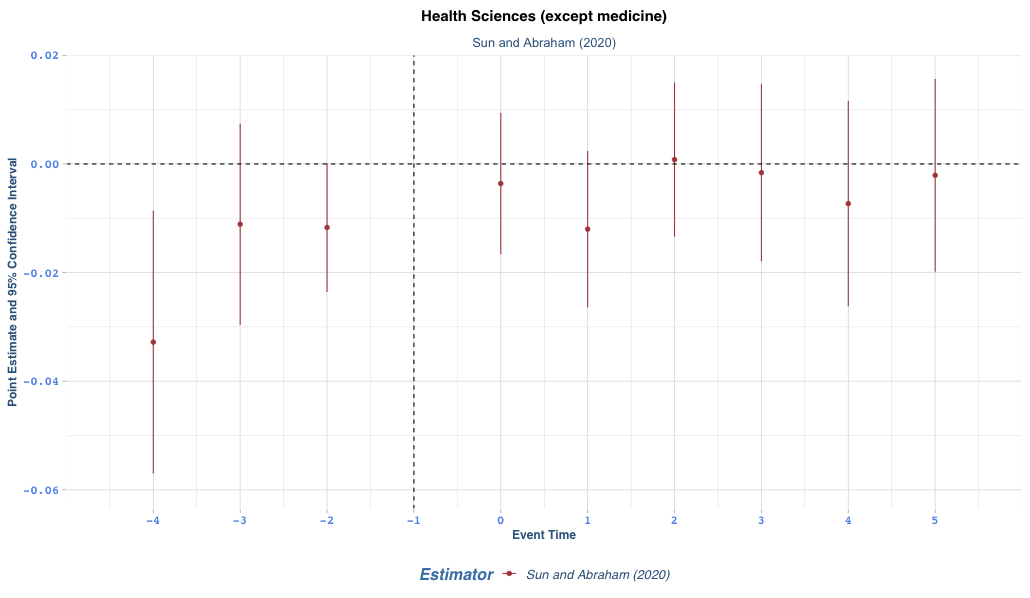 Health Sciences (except medicine)
Sun and Abraham (2020)
Point Estimate and 95% Confidence Interval
0.02
0.00
−0.02
−0.04
−0.06
−4 −3 −2 −1 0 1 2 3 4 5
Event Time
Estimator Sun and Abraham (2020)